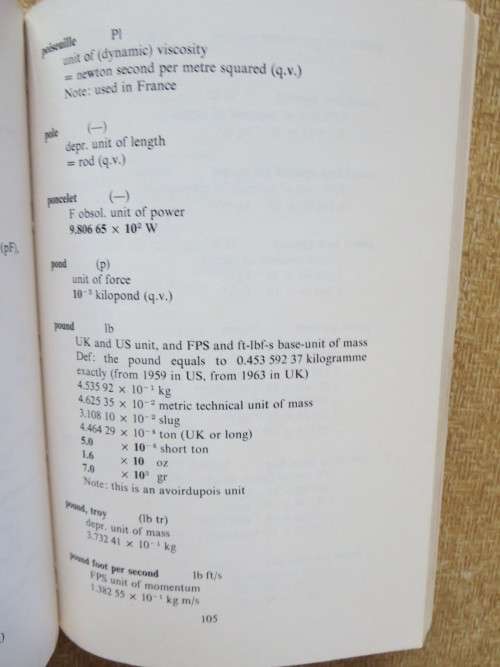 (pF),
poiseuille Pl
unit of (dynamic) viscosity
= newton second per metre squared (q.v.)
Note: used in France
pole (—)
depr. unit of length
= rod (q.v.)
poncelet (—)
F obsol. unit of power
9.806 65 × 10² W
pond (p)
unit of force
10⁻³ kilopond (q.v.)
pound lb
UK and US unit, and FPS and ft-lbf-s base-unit of mass
Def: the pound equals to 0.453 592 37 kilogramme
exactly (from 1959 in US, from 1963 in UK)
4.535 92 × 10⁻¹ kg
4.625 35 × 10⁻² metric technical unit of mass
3.108 10 × 10⁻² slug
4.464 29 × 10⁻⁴ ton (UK or long)
5.0 × 10⁻⁴ short ton
1.6 × 10 oz
7.0 × 10³ gr
Note: this is an avoirdupois unit
pound, troy (lb tr)
depr. unit of mass
3.732 41 × 10⁻¹ kg
pound foot per second lb ft/s
FPS unit of momentum
1.382 55 × 10⁻¹ kg m/s
105